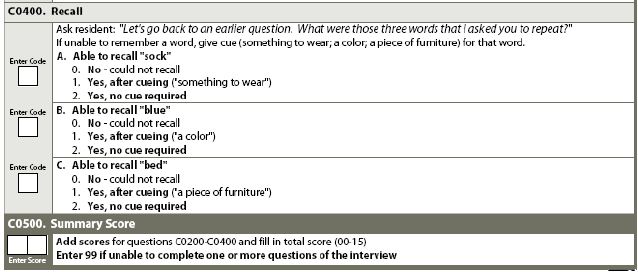 C0400. Recall
Ask resident: "Let's go back to an earlier question. What were those three words that I asked you to repeat?"
If unable to remember a word, give cue (something to wear; a color; a piece of furniture) for that word.
Enter Code
A. Able to recall "sock"
0. No - could not recall
1. Yes, after cueing ("something to wear")
2. Yes, no cue required
Enter Code
B. Able to recall "blue"
0. No - could not recall
1. Yes, after cueing ("a color")
2. Yes, no cue required
Enter Code
C. Able to recall "bed"
0. No - could not recall
1. Yes, after cueing ("a piece of furniture")
2. Yes, no cue required
C0500. Summary Score
Enter Score
Add scores for questions C0200-C0400 and fill in total score (00-15)
Enter 99 if unable to complete one or more questions of the interview